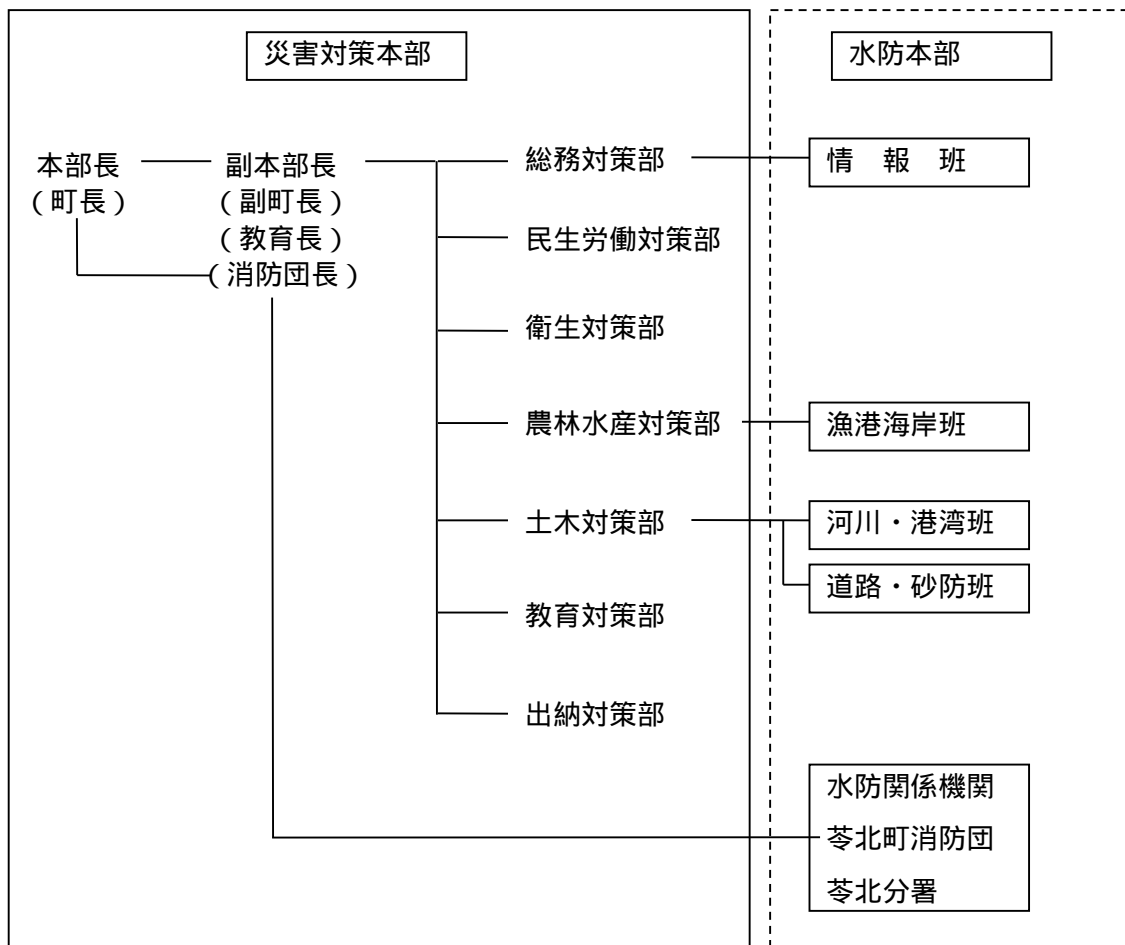 災害対策本部
水防本部
本部長
(町長)
副本部長
(副町長)
(教育長)
(消防団長)
総務対策部
民生労働対策部
衛生対策部
農林水産対策部
土木対策部
教育対策部
出納対策部
情　報　班
漁港海岸班
河川・港湾班
道路・砂防班
水防関係機関
苓北町消防団
苓北分署